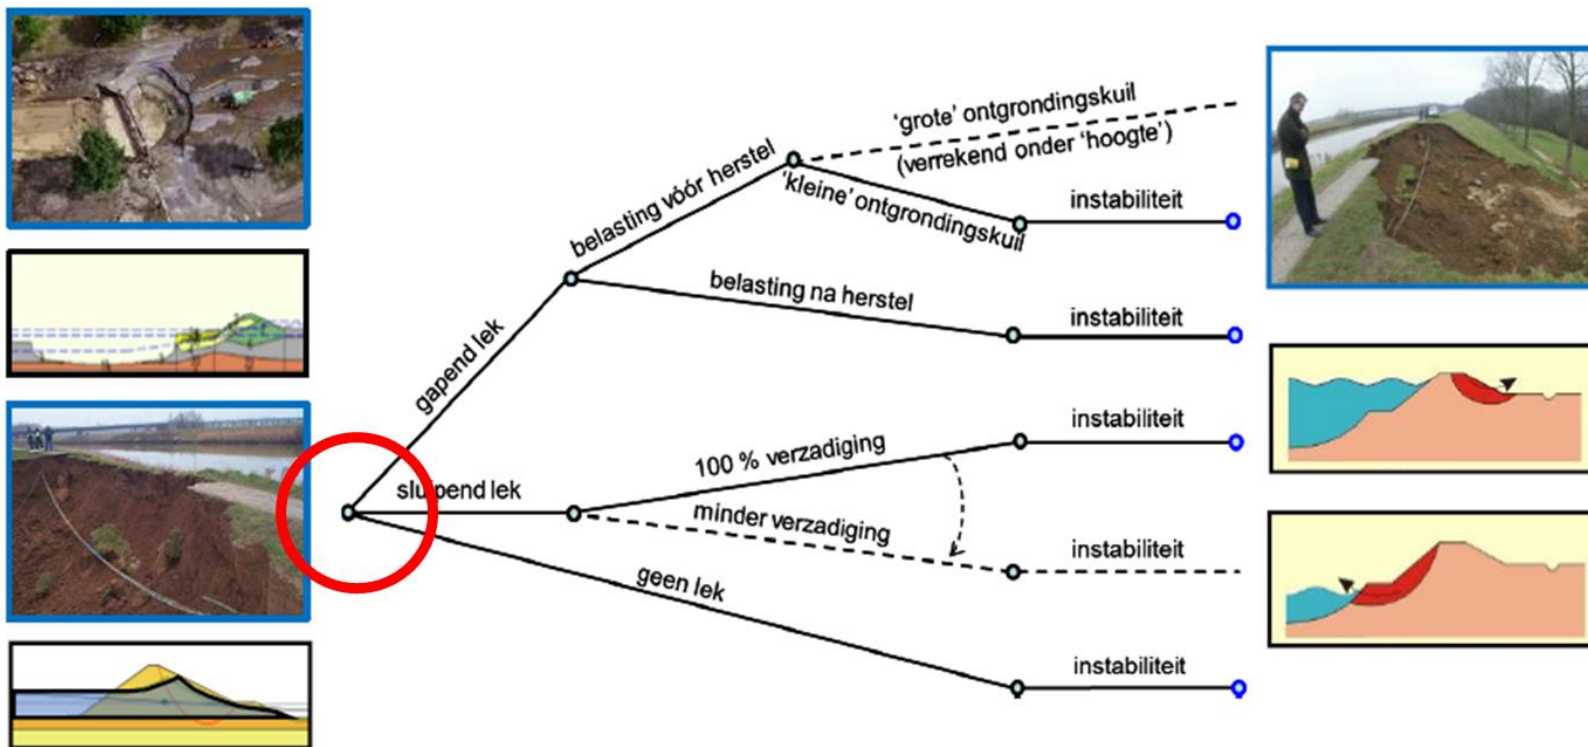 'grote' ontgrondingskuil
(verrekend onder 'hoogte')
belasting vóór herstel
'kleine' ontgrondingskuil
instabiliteit
belasting na herstel
instabiliteit
gapend lek
100 % verzadiging
instabiliteit
sluipend lek
minder verzadiging
instabiliteit
geen lek
instabiliteit